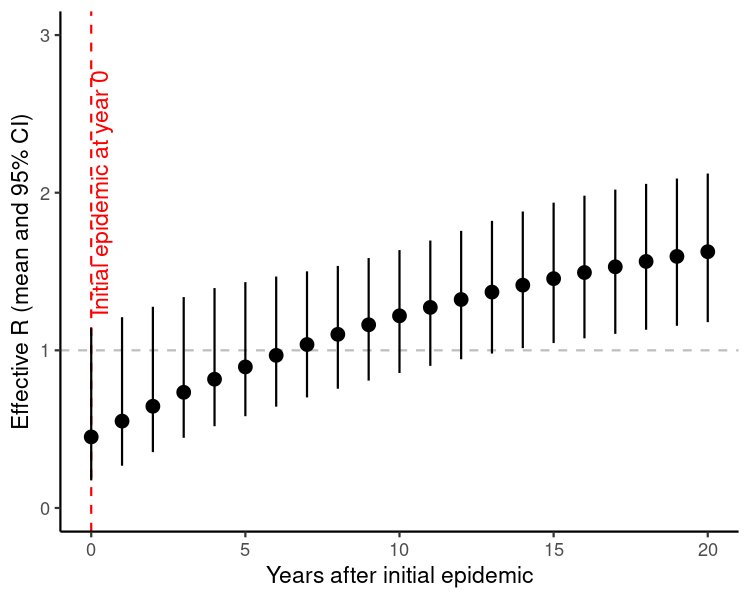 3
2
1
0
Effective R (mean and 95% CI)
Initial epidemic at year 0
0 5 10 15 20
Years after initial epidemic